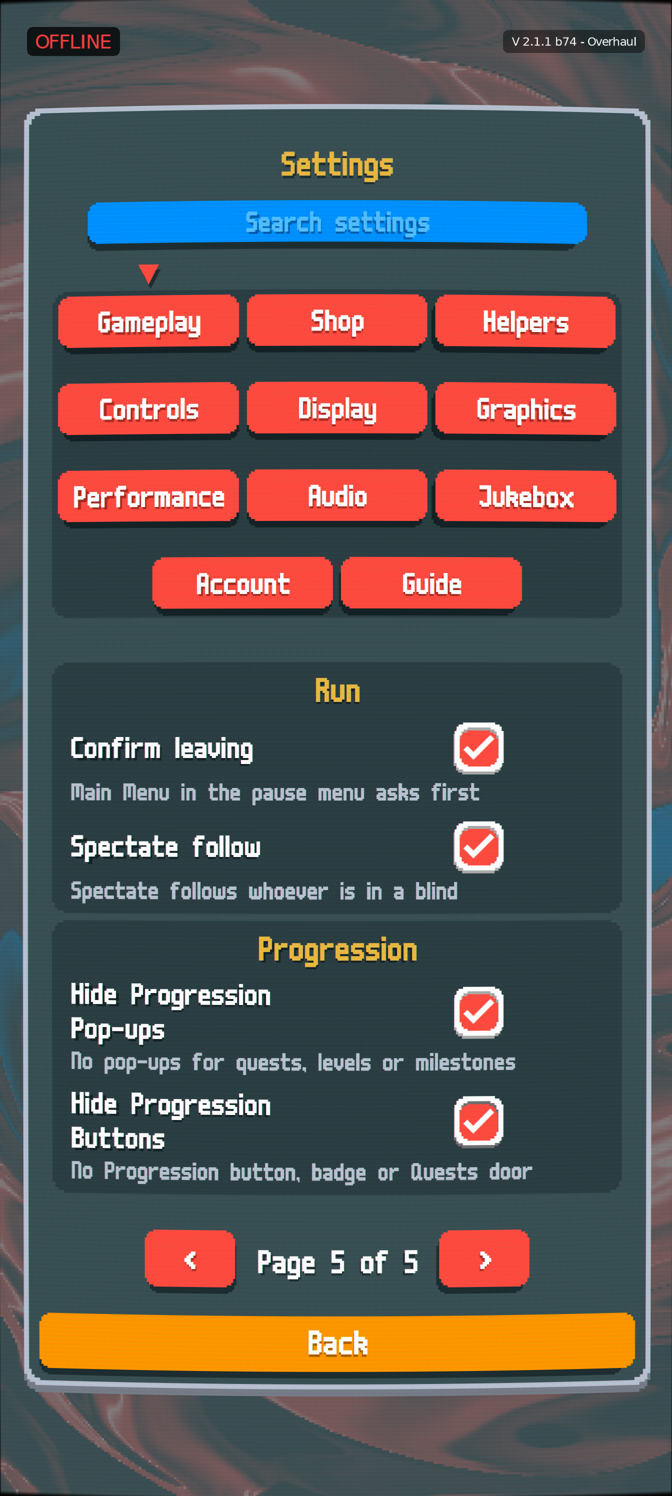 OFFLINE
V 2.1.1 b74 - Overhaul
Settings
Search settings
Gameplay
Shop
Helpers
Controls
Display
Graphics
Performance
Audio
Jukebox
Account
Guide
Run
Confirm leaving
Main Menu in the pause menu asks first
Spectate follow
Spectate follows whoever is in a blind
Progression
Hide Progression
Pop-ups
No pop-ups for quests, levels or milestones
Hide Progression
Buttons
No Progression button, badge or Quests door
< Page 5 of 5 >
Back